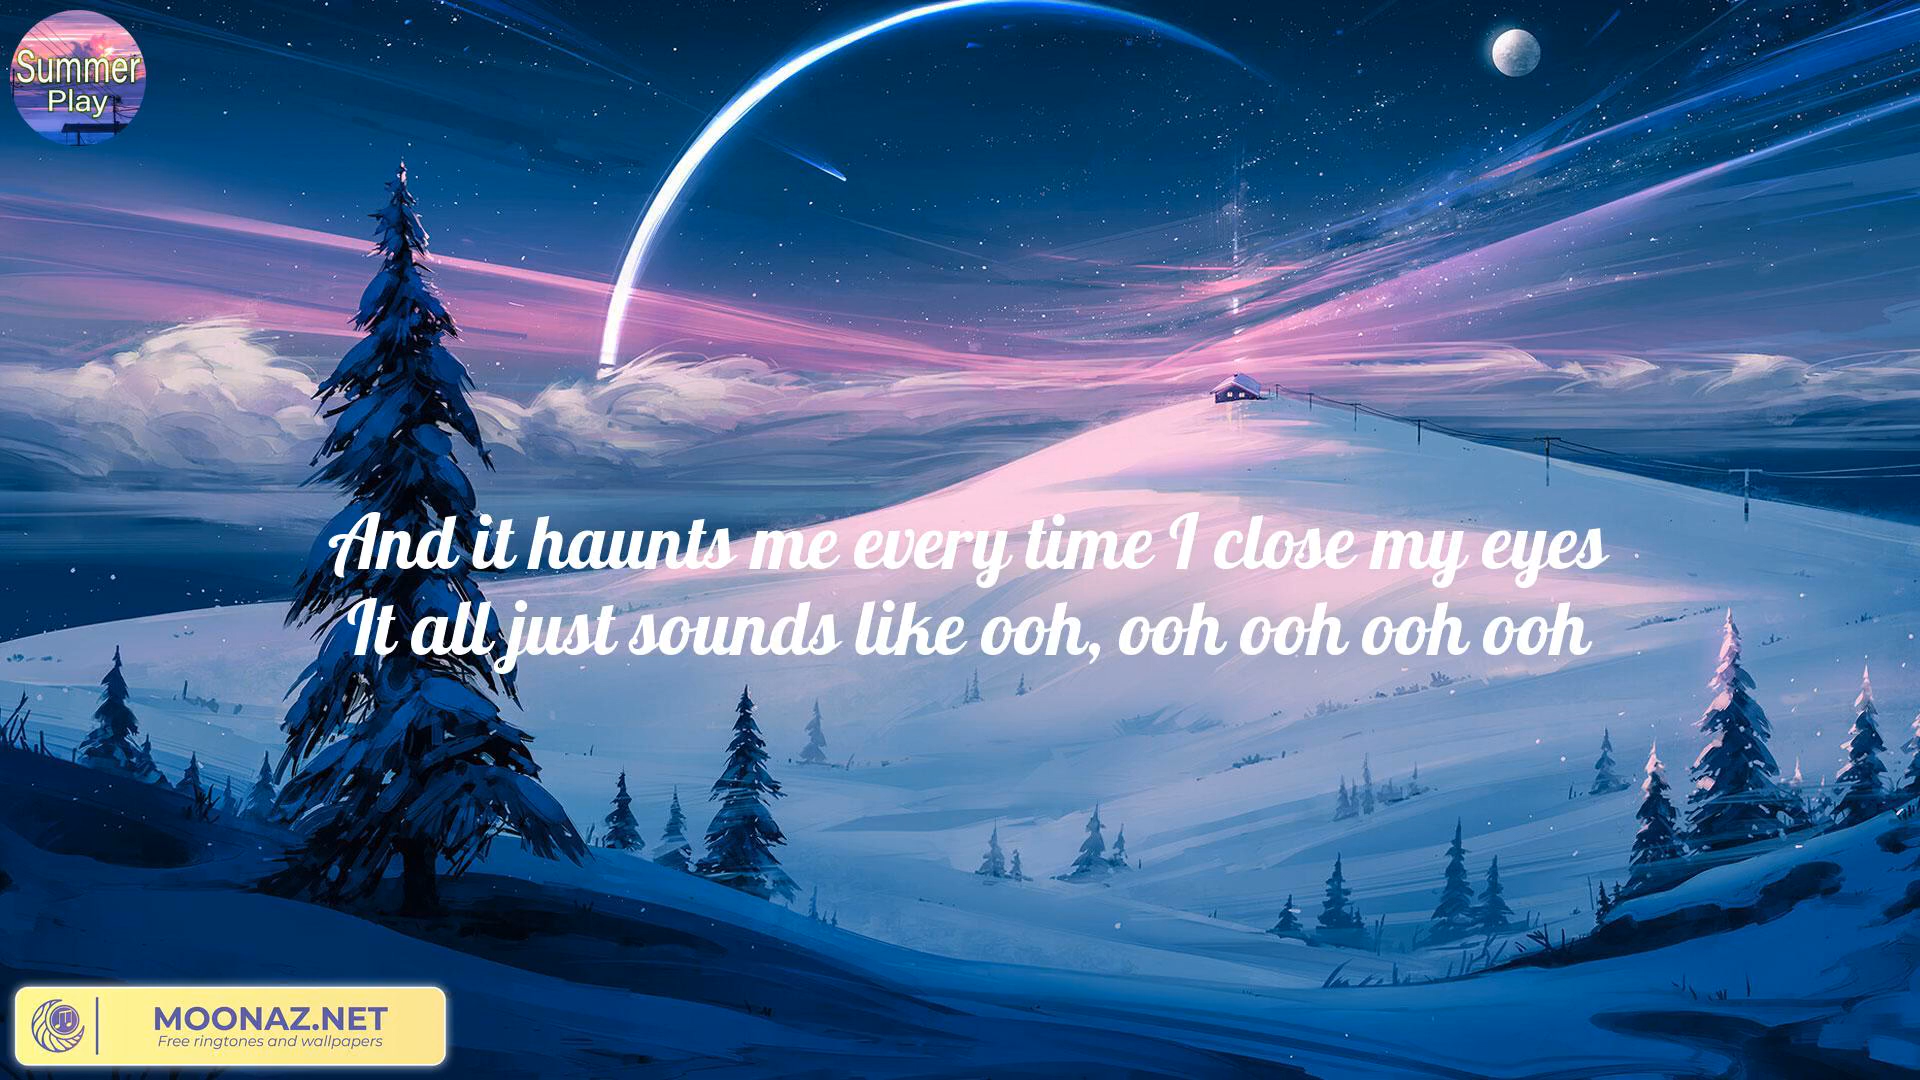 Summer
Play
And it haunts me every time I close my eyes
It all just sounds like ooh, ooh ooh ooh ooh
MOONAZ.NET
Free ringtones and wallpapers